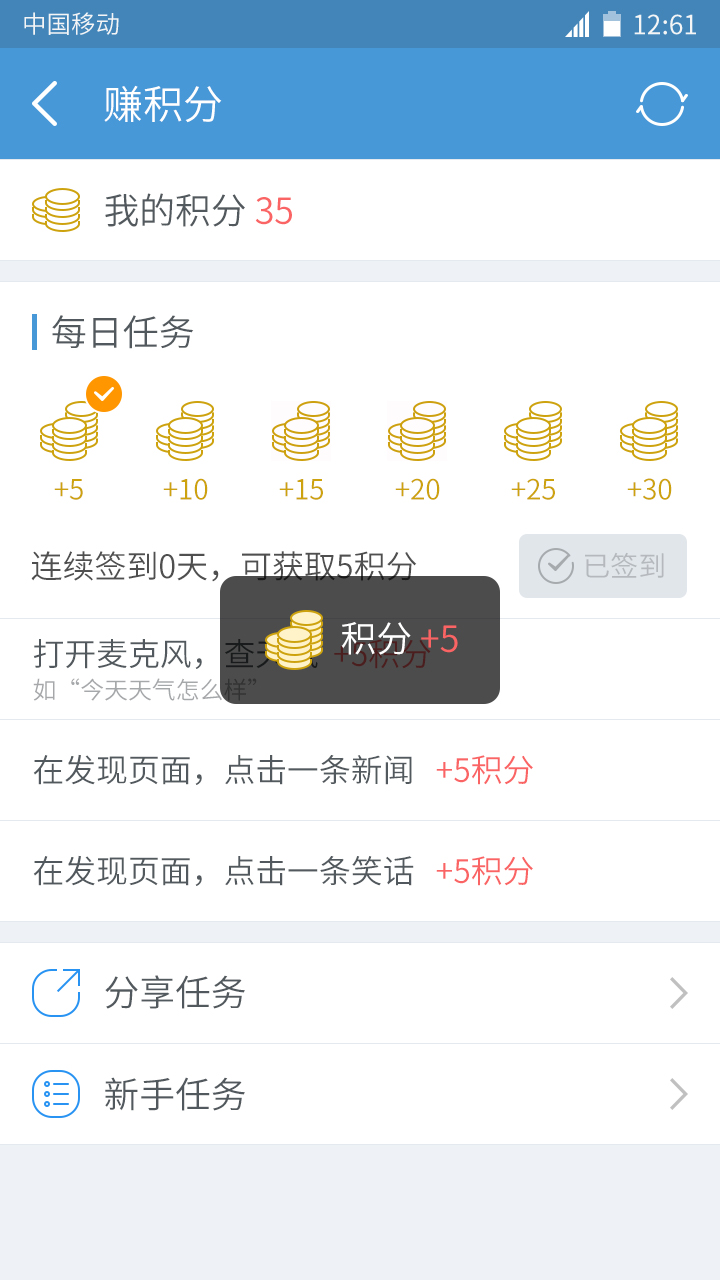 中国移动 12:61
赚积分
我的积分 35
每日任务
+5 +10 +15 +20 +25 +30
连续签到0天，可获取5积分 已签到
积分 +5
打开麦克风，查天气 +5积分
如“今天天气怎么样”
在发现页面，点击一条新闻 +5积分
在发现页面，点击一条笑话 +5积分
分享任务
新手任务